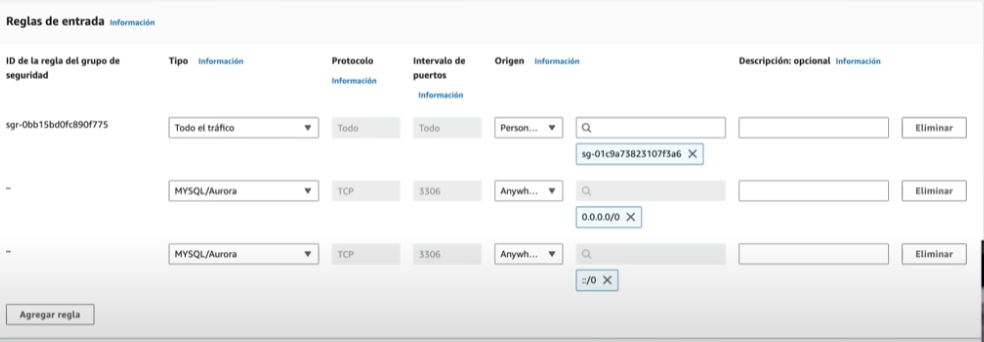 Reglas de entrada Información
ID de la regla del grupo de seguridad Tipo Información Protocolo Información Intervalo de puertos Información Origen Información Descripción: opcional Información
sgr-0bb15bd0fc890f775 Todo el tráfico Todo Todo Person... Eliminar
sg-01c9a73823107f3a6
- MYSQL/Aurora TCP 3306 Anywh... Eliminar
0.0.0.0/0
- MYSQL/Aurora TCP 3306 Anywh... Eliminar
::/0
Agregar regla